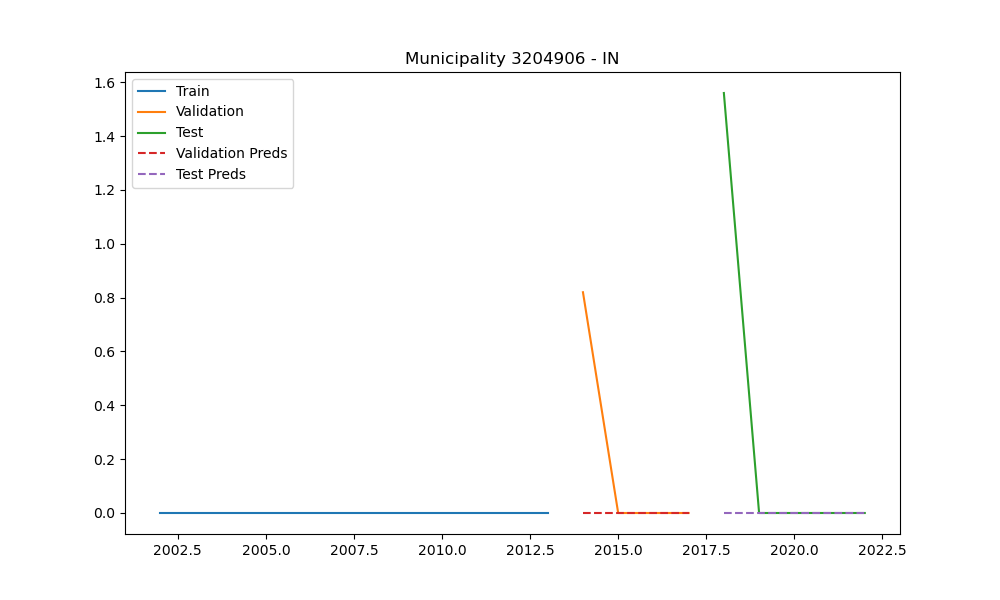 Municipality 3204906 - IN
Train
Validation
Test
Validation Preds
Test Preds
1.6
1.4
1.2
1.0
0.8
0.6
0.4
0.2
0.0
2002.5 2005.0 2007.5 2010.0 2012.5 2015.0 2017.5 2020.0 2022.5